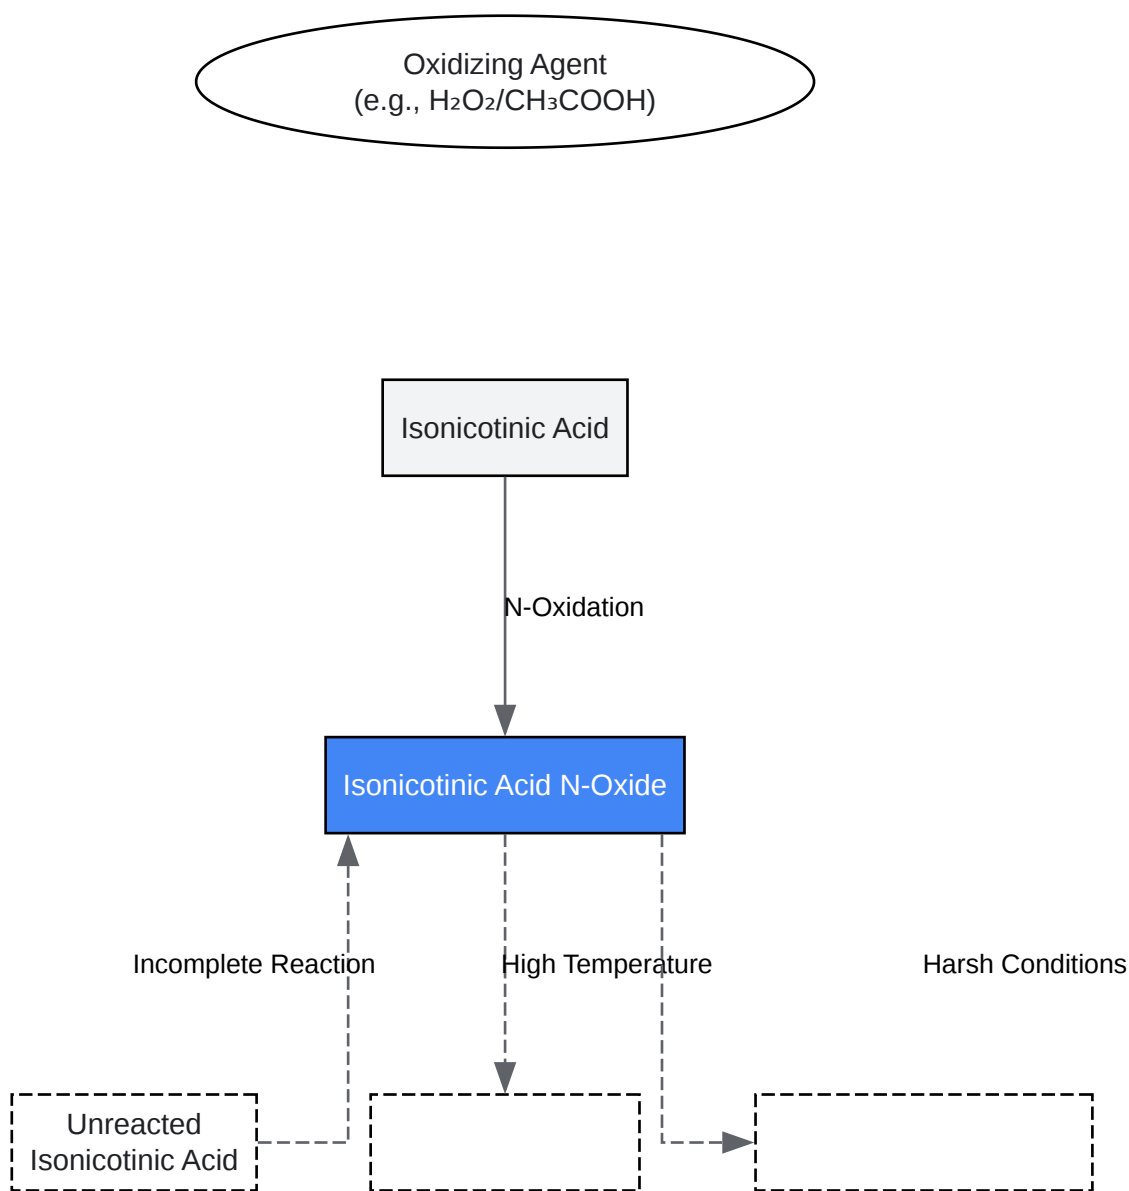 Oxidizing Agent
(e.g., H₂O₂/CH₃COOH)
Isonicotinic Acid
N-Oxidation
Isonicotinic Acid N-Oxide
Incomplete Reaction
High Temperature
Harsh Conditions
Unreacted
Isonicotinic Acid